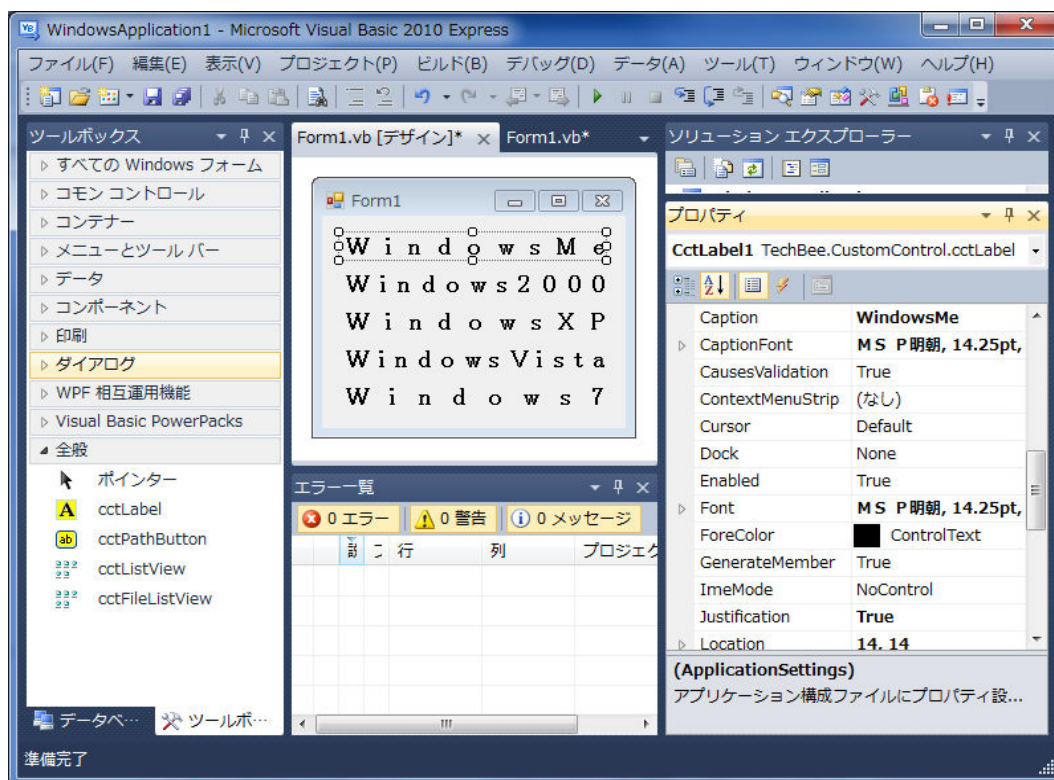 WindowsApplication1 - Microsoft Visual Basic 2010 Express
ファイル(F) 編集(E) 表示(V) プロジェクト(P) ビルド(B) デバッグ(D) データ(A) ツール(T) ウィンドウ(W) ヘルプ(H)
ツールボックス
すべての Windows フォーム
コモン コントロール
コンテナー
メニューとツール バー
データ
コンポーネント
印刷
ダイアログ
WPF 相互運用機能
Visual Basic PowerPacks
全般
ポインター
cctLabel
cctPathButton
cctListView
cctFileListView
データベ…
ツールボ…
Form1.vb [デザイン]* Form1.vb*
Form1
WindowsMe
Windows2000
WindowsXP
WindowsVista
Windows7
エラー一覧
0 エラー 0 警告 0 メッセージ
行 列 プロジェク
ソリューション エクスプローラー
プロパティ
CctLabel1 TechBee.CustomControl.cctLabel
Caption WindowsMe
CaptionFont ＭＳ Ｐ明朝, 14.25pt,
CausesValidation True
ContextMenuStrip (なし)
Cursor Default
Dock None
Enabled True
Font ＭＳ Ｐ明朝, 14.25pt,
ForeColor ControlText
GenerateMember True
ImeMode NoControl
Justification True
Location 14, 14
(ApplicationSettings)
アプリケーション構成ファイルにプロパティ設...
準備完了